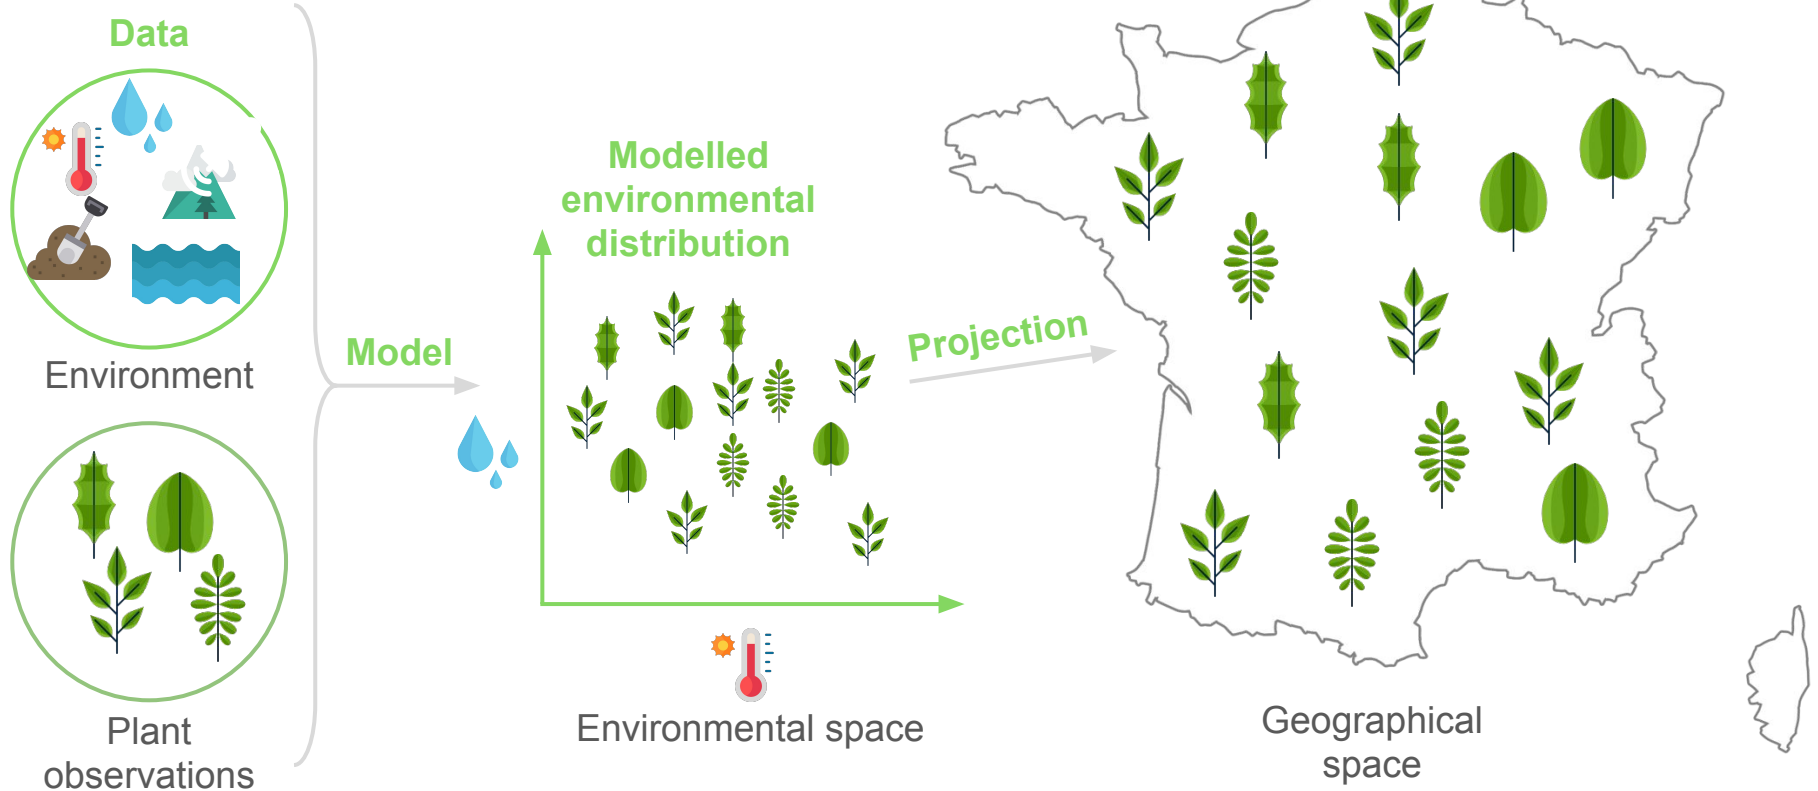 Data
Environment
Plant
observations
Model
Modelled
environmental
distribution
Environmental space
Projection
Geographical
space